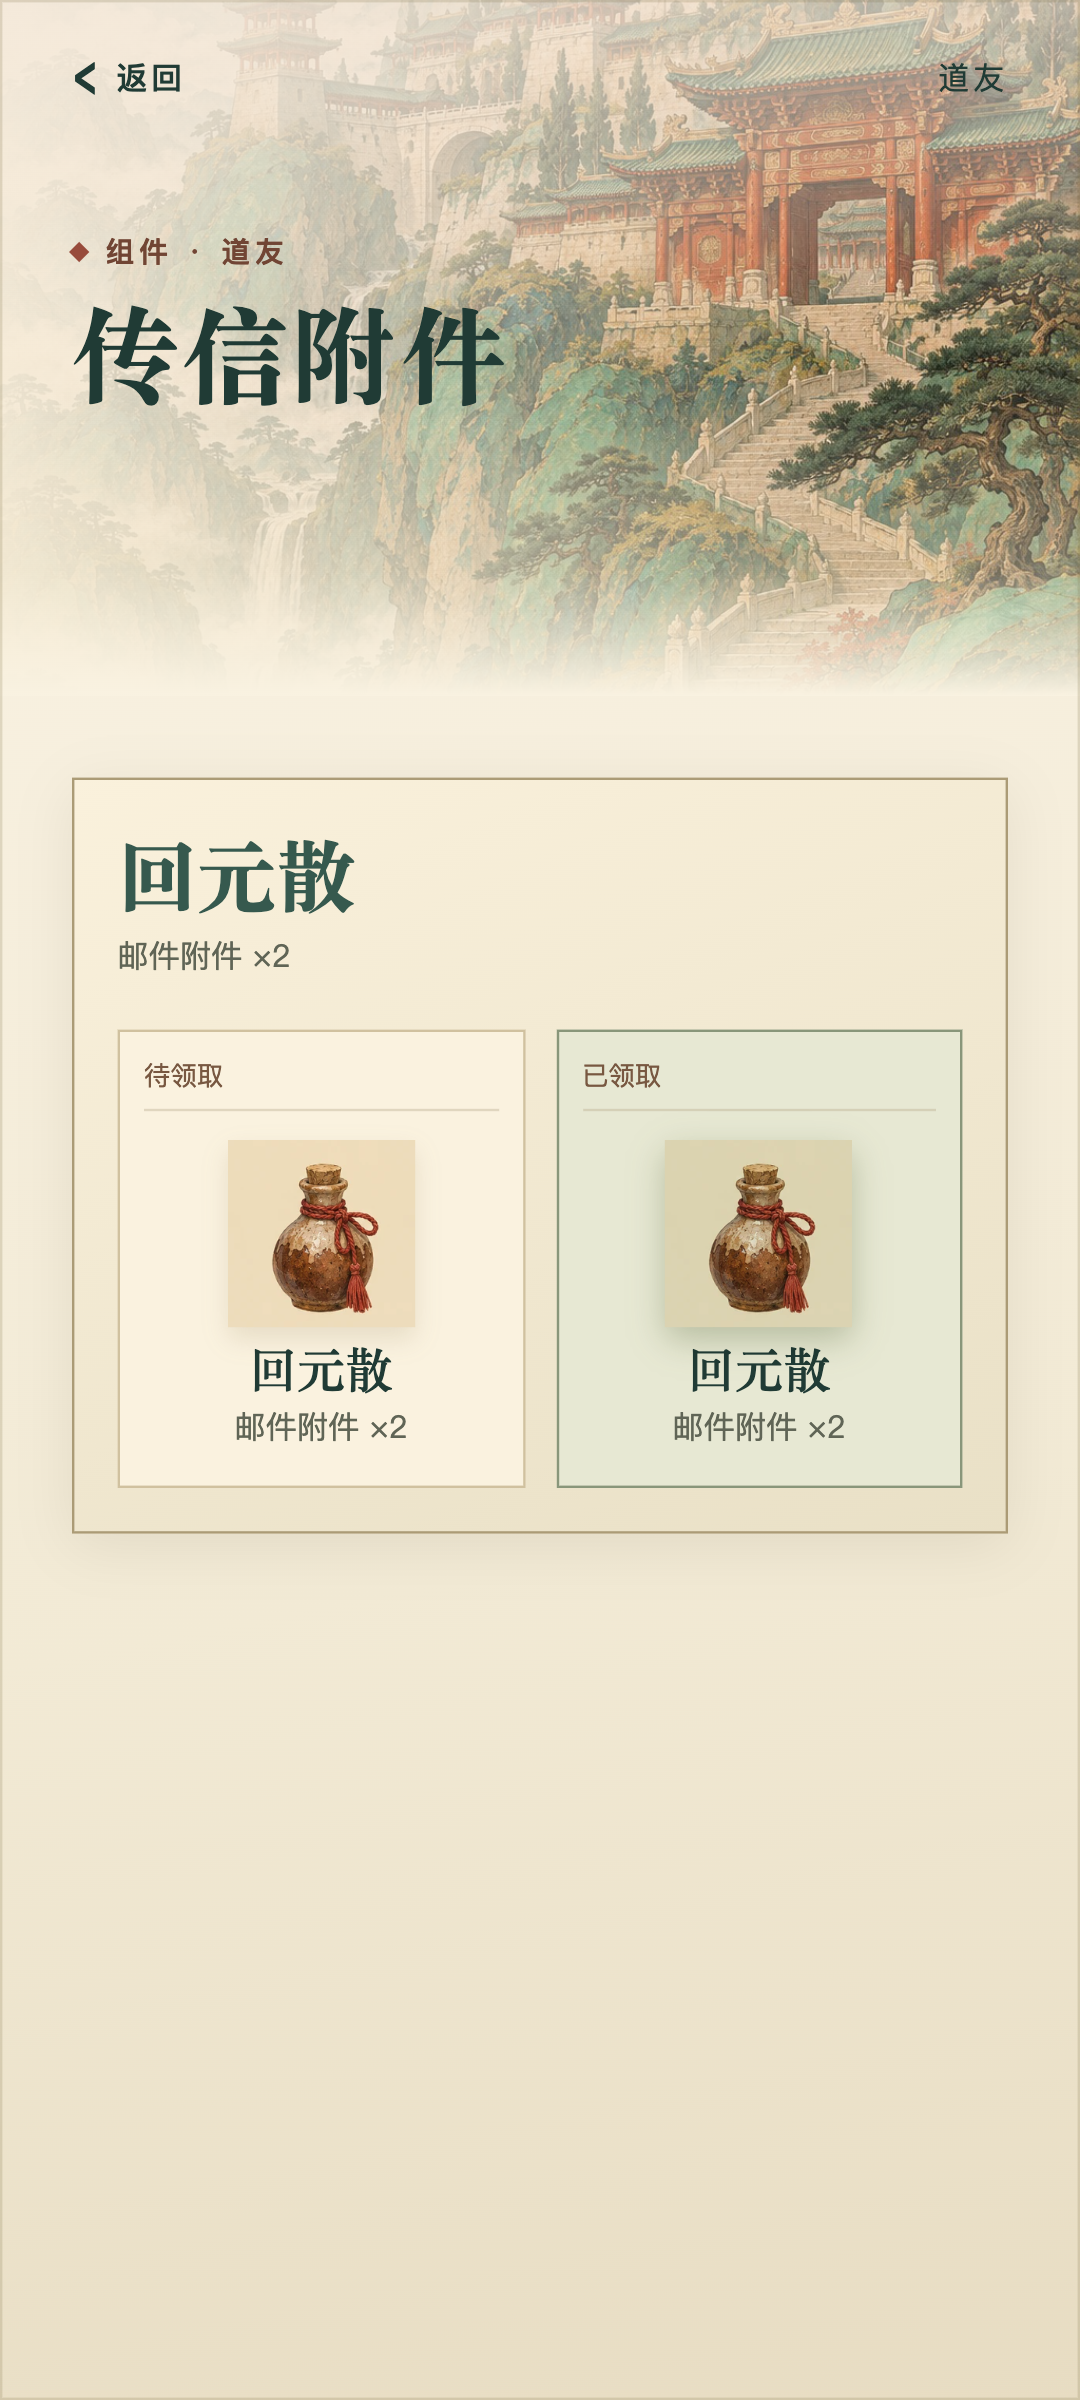 返回
道友
组件 · 道友
传信附件
回元散
邮件附件 ×2
待领取
回元散
邮件附件 ×2
已领取
回元散
邮件附件 ×2